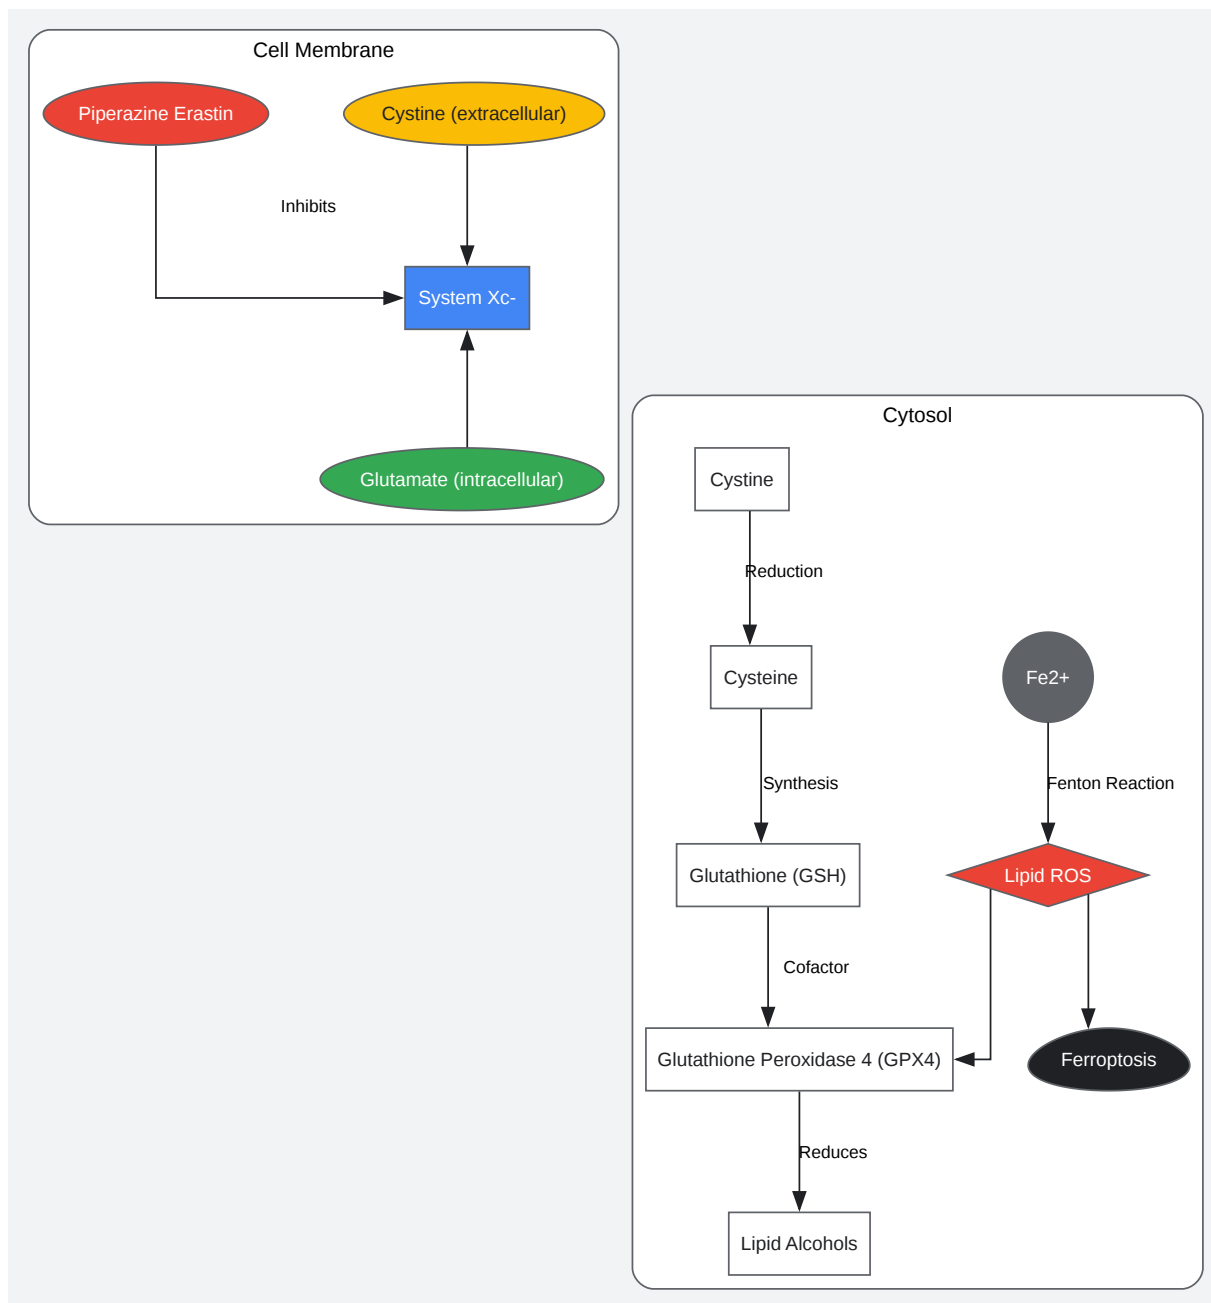 Cell Membrane
Piperazine Erastin
Cystine (extracellular)
Inhibits
System Xc-
Glutamate (intracellular)
Cytosol
Cystine
Reduction
Cysteine
Fe2+
Synthesis
Fenton Reaction
Glutathione (GSH)
Lipid ROS
Cofactor
Glutathione Peroxidase 4 (GPX4)
Ferroptosis
Reduces
Lipid Alcohols